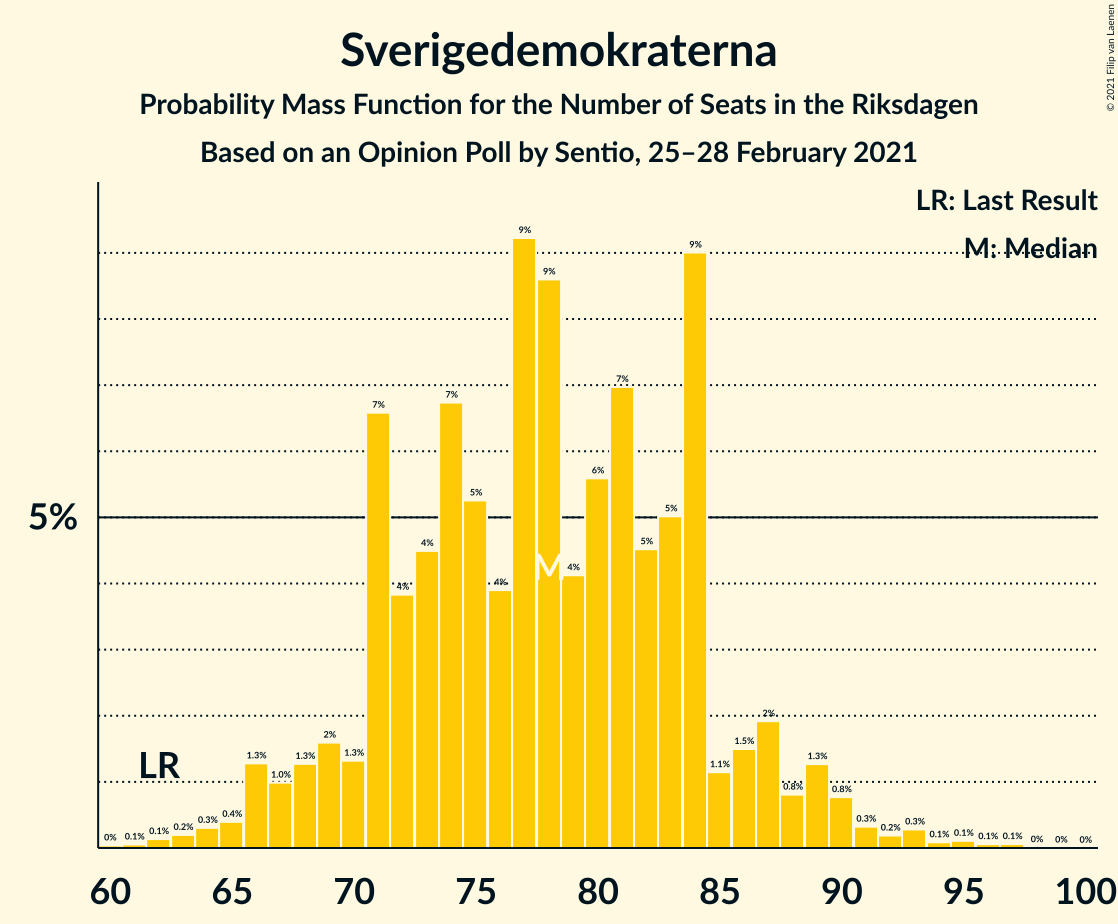 © 2021 Filip van Laenen
Sverigedemokraterna
Probability Mass Function for the Number of Seats in the Riksdagen
Based on an Opinion Poll by Sentio, 25–28 February 2021
LR: Last Result
M: Median
5%
LR
M
0% 0.1% 0.1% 0.2% 0.3% 0.4% 1.3% 1.0% 1.3% 2% 1.3% 7% 4% 4% 7% 5% 4% 9% 9% 4% 6% 7% 5% 5% 9% 1.1% 1.5% 2% 0.8% 1.3% 0.8% 0.3% 0.2% 0.3% 0.1% 0.1% 0.1% 0.1% 0% 0% 0%
60 65 70 75 80 85 90 95 100